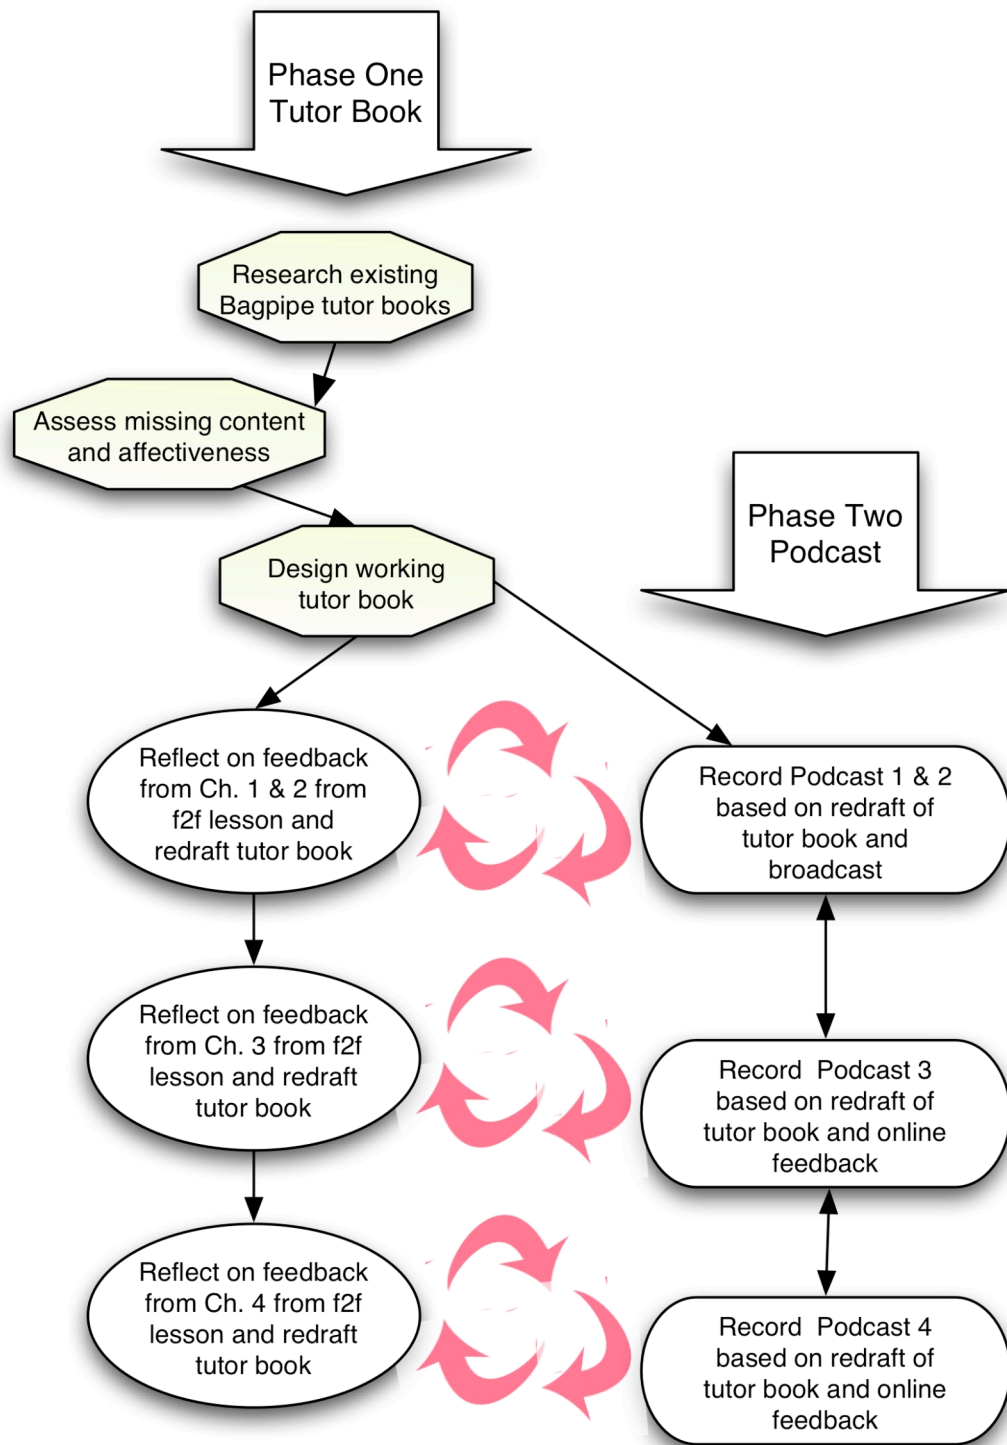 Phase One
Tutor Book
Research existing
Bagpipe tutor books
Assess missing content
and affectiveness
Design working
tutor book
Phase Two
Podcast
Reflect on feedback
from Ch. 1 & 2 from
f2f lesson and
redraft tutor book
Record Podcast 1 & 2
based on redraft of
tutor book and
broadcast
Reflect on feedback
from Ch. 3 from f2f
lesson and redraft
tutor book
Record  Podcast 3
based on redraft of
tutor book and online
feedback
Reflect on feedback
from Ch. 4 from f2f
lesson and redraft
tutor book
Record  Podcast 4
based on redraft of
tutor book and online
feedback